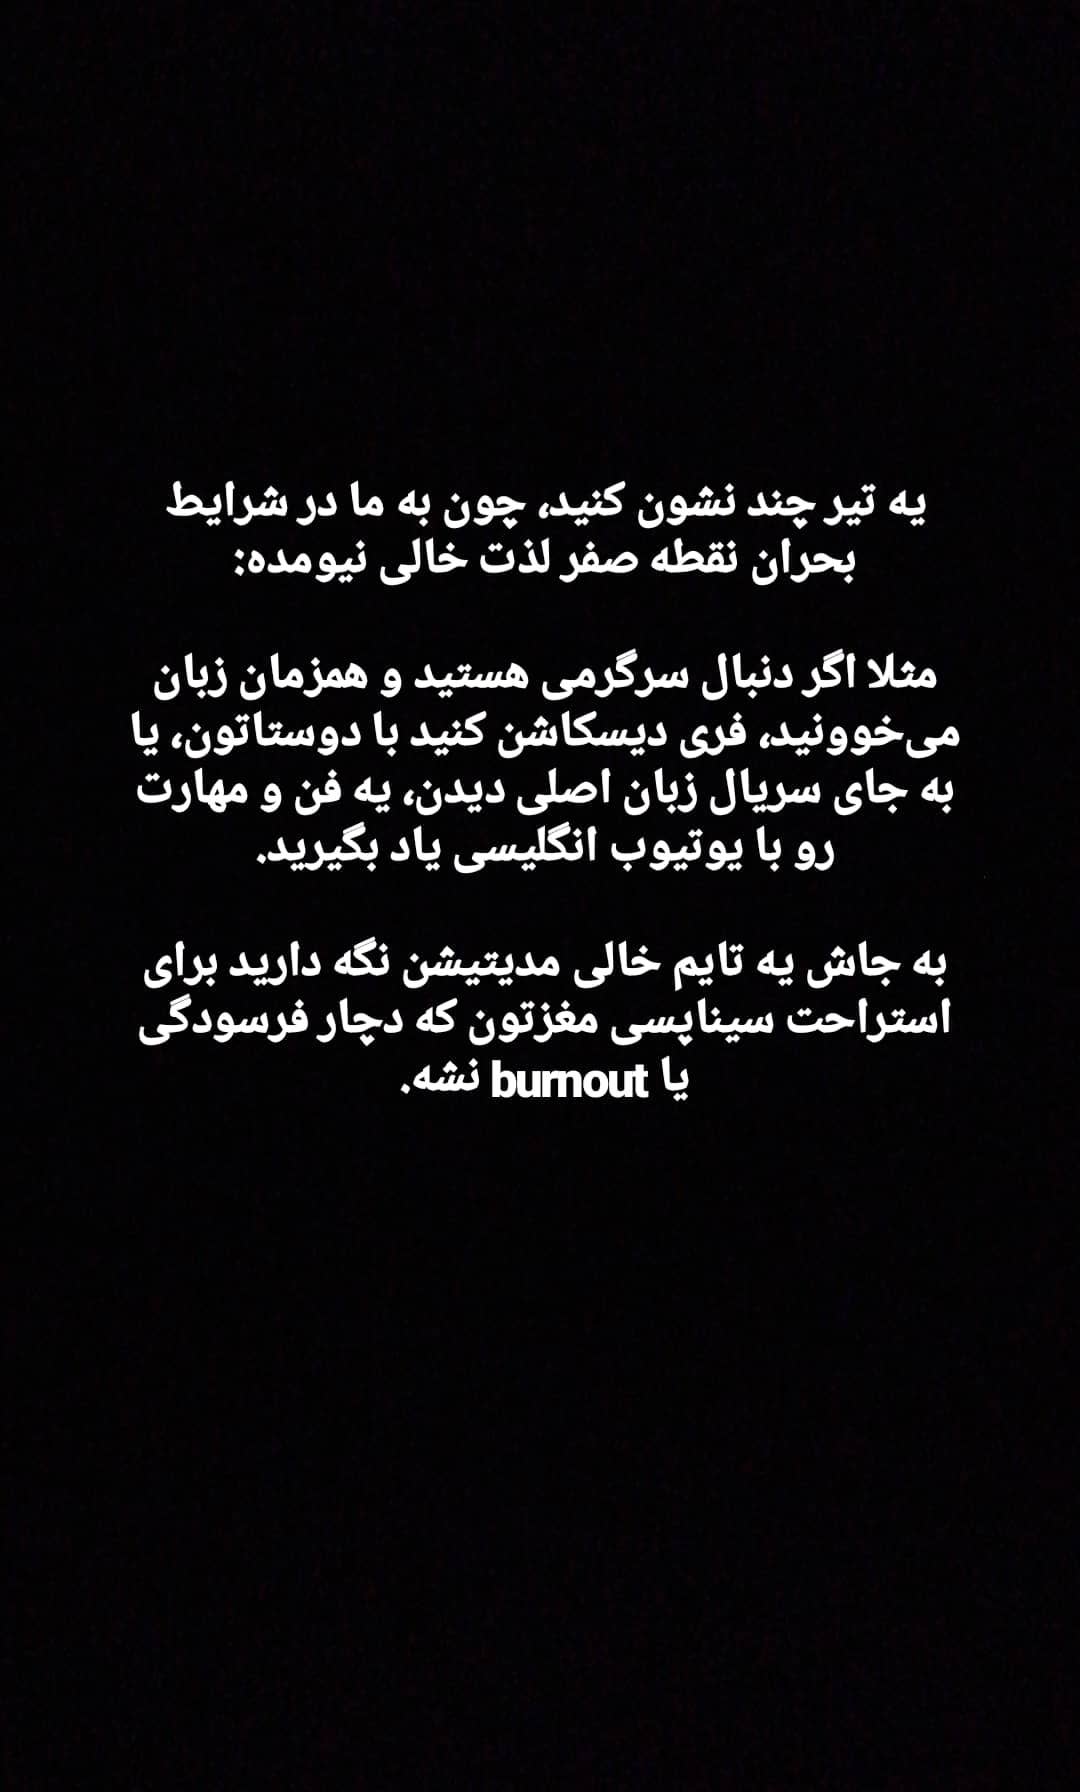 یه تیر چند نشون کنید، چون به ما در شرایط
بحران نقطه صفر لذت خالی نیومده:
مثلا اگر دنبال سرگرمی هستید و همزمان زبان
می‌خوونید، فری دیسکاشن کنید با دوستاتون، یا
به جای سریال زبان اصلی دیدن، یه فن و مهارت
رو با یوتیوب انگلیسی یاد بگیرید.
به جاش یه تایم خالی مدیتیشن نگه دارید برای
استراحت سیناپسی مغزتون که دچار فرسودگی
یا burnout نشه.